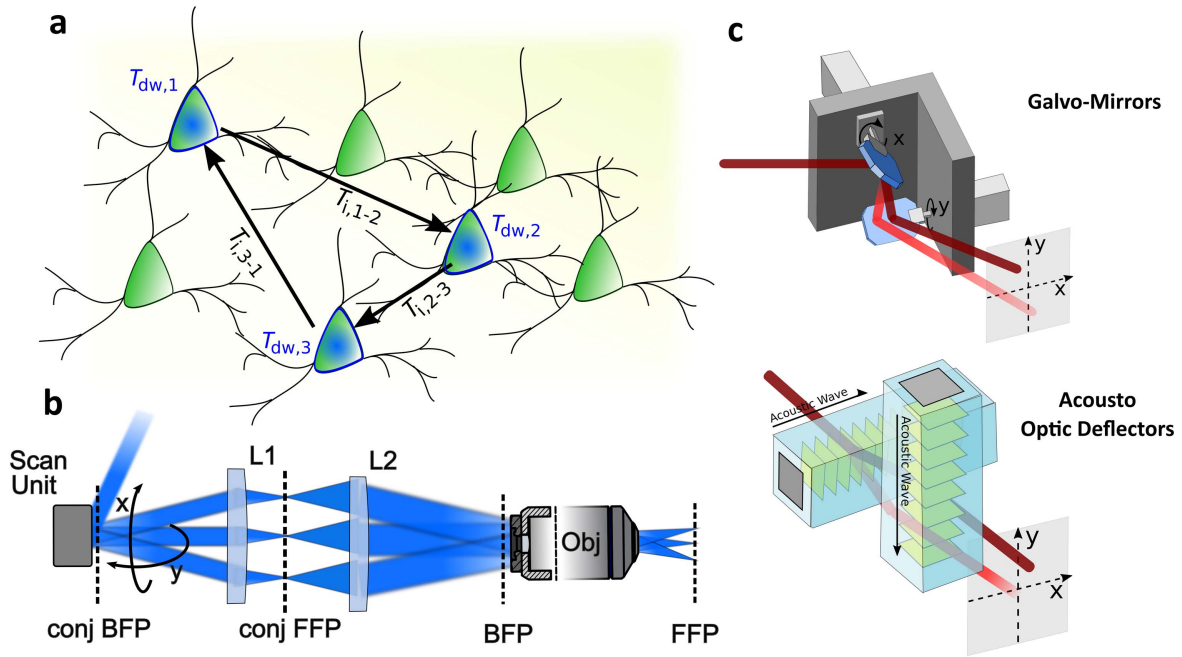 a
T_dw,1
T_i,1-2
T_dw,2
T_i,3-1
T_i,2-3
T_dw,3
b
Scan
Unit
x
y
L1
L2
Obj
conj BFP
conj FFP
BFP
FFP
c
Galvo-Mirrors
x
y
y
x
Acousto
Optic Deflectors
Acoustic Wave
Acoustic Wave
y
x